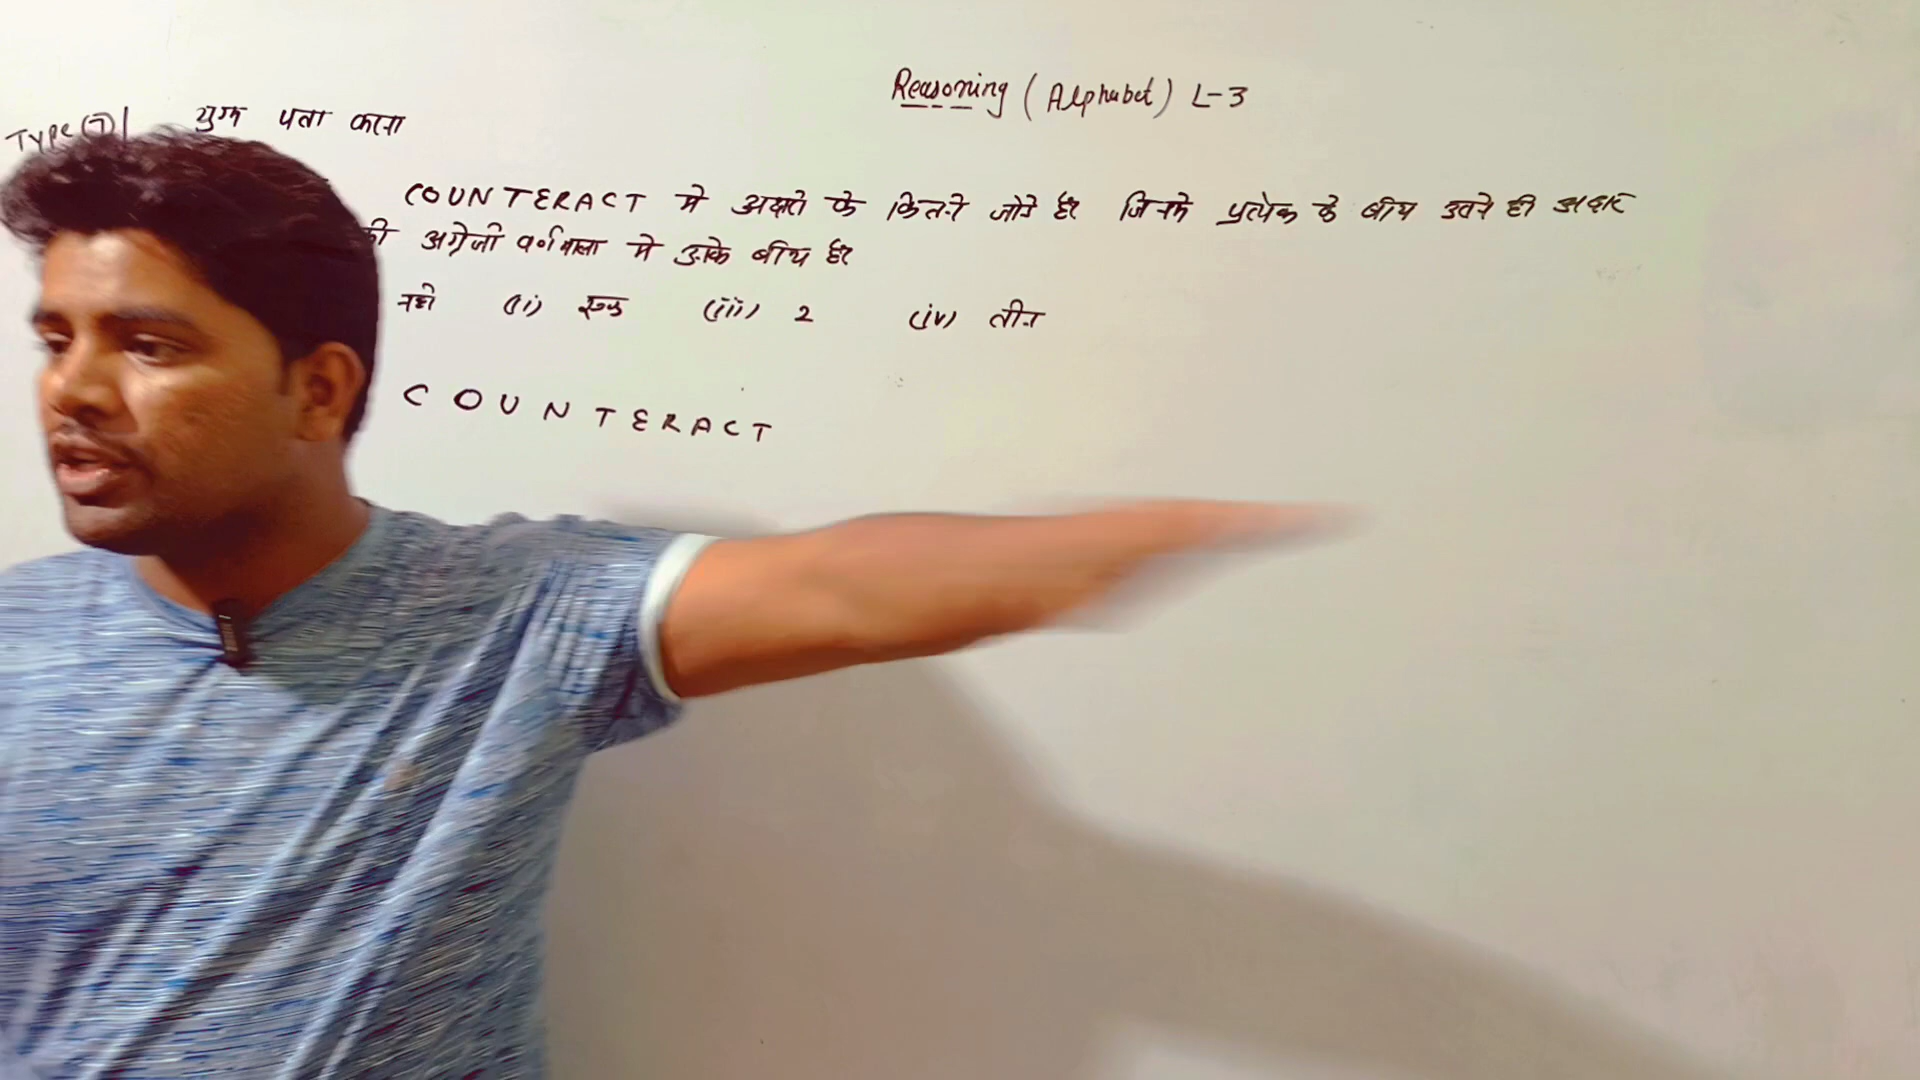 Reasoning (Alphabet) L-3
Type (7) युग्म पता करना
COUNTERACT मे अक्षरो के कितने जोडे है जिनमे प्रत्येक के बीच उतने ही अक्षर
की अंग्रेजी वर्णमाला मे उनके बीच है
नही (ii) एक (iii) 2 (iv) तीन
C O U N T E R A C T